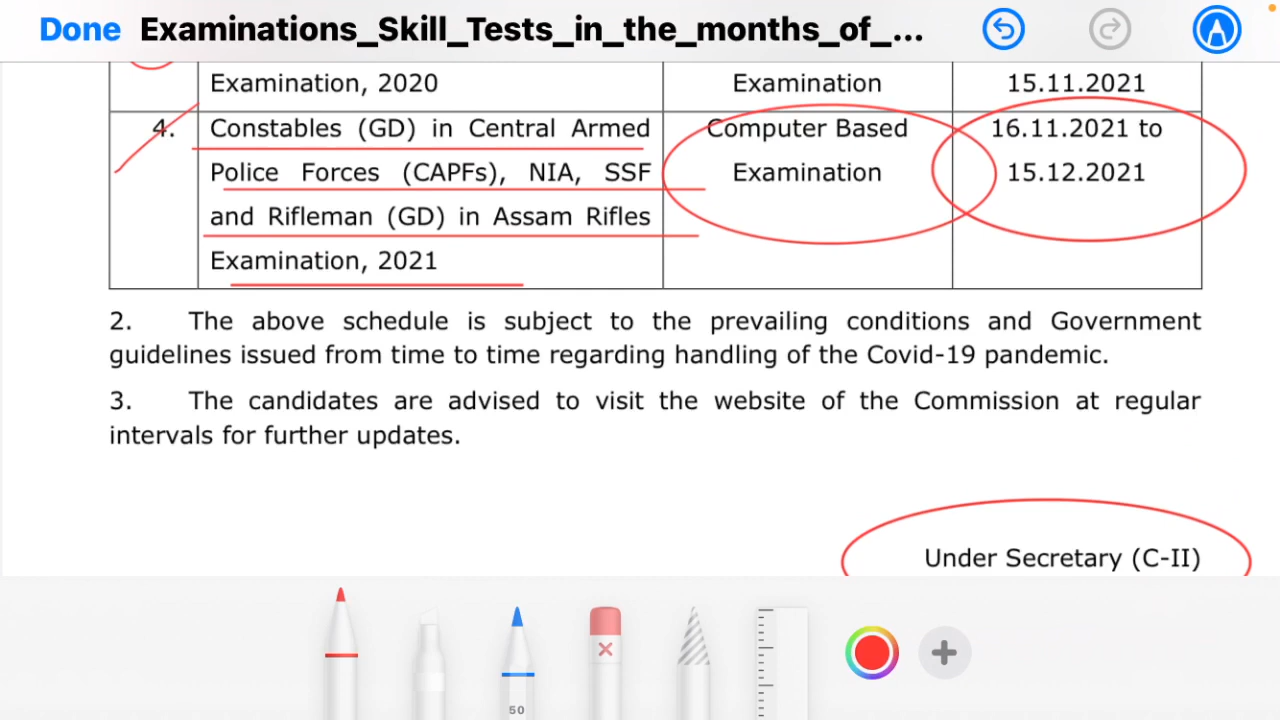 Done Examinations_Skill_Tests_in_the_months_of_...
Examination, 2020 Examination 15.11.2021
4. Constables (GD) in Central Armed Computer Based 16.11.2021 to
Police Forces (CAPFs), NIA, SSF Examination 15.12.2021
and Rifleman (GD) in Assam Rifles
Examination, 2021
2. The above schedule is subject to the prevailing conditions and Government
guidelines issued from time to time regarding handling of the Covid-19 pandemic.
3. The candidates are advised to visit the website of the Commission at regular
intervals for further updates.
Under Secretary (C-II)
50